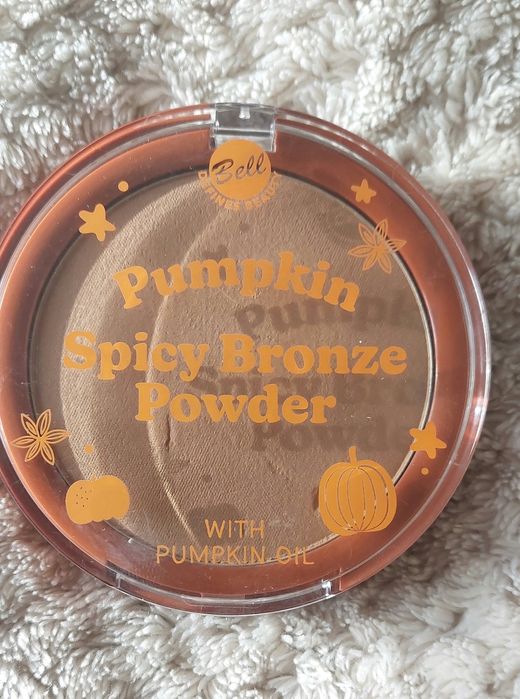 Bell
DEFINES BEAUTY
Pumpkin
Spicy Bronze
Powder
WITH
PUMPKIN OIL